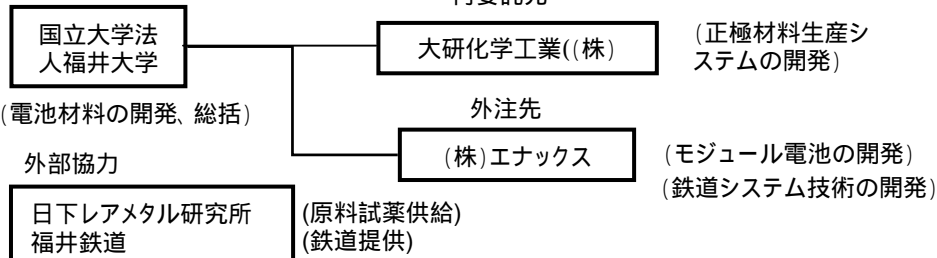 国立大学法
人福井大学
大研化学工業((株)
(正極材料生産シ
ステムの開発)
(電池材料の開発、総括)
外注先
(株)エナックス
(モジュール電池の開発)
(鉄道システム技術の開発)
外部協力
日下レアメタル研究所
福井鉄道
(原料試薬供給)
(鉄道提供)